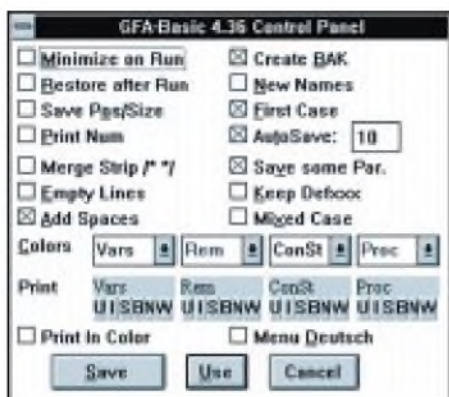 GFA-Basic 4.36 Control Panel
Minimize on Run Create BAK
Restore after Run New Names
Save Pos/Size First Case
Print Num AutoSave: 10
Merge Strip /* */ Save some Par.
Empty Lines Keep Defxxx
Add Spaces Mixed Case
Colors Vars Rem ConSt Proc
Print Vars Rem ConSt Proc
UISBNW UISBNW UISBNW UISBNW
Print In Color Menu Deutsch
Save Use Cancel